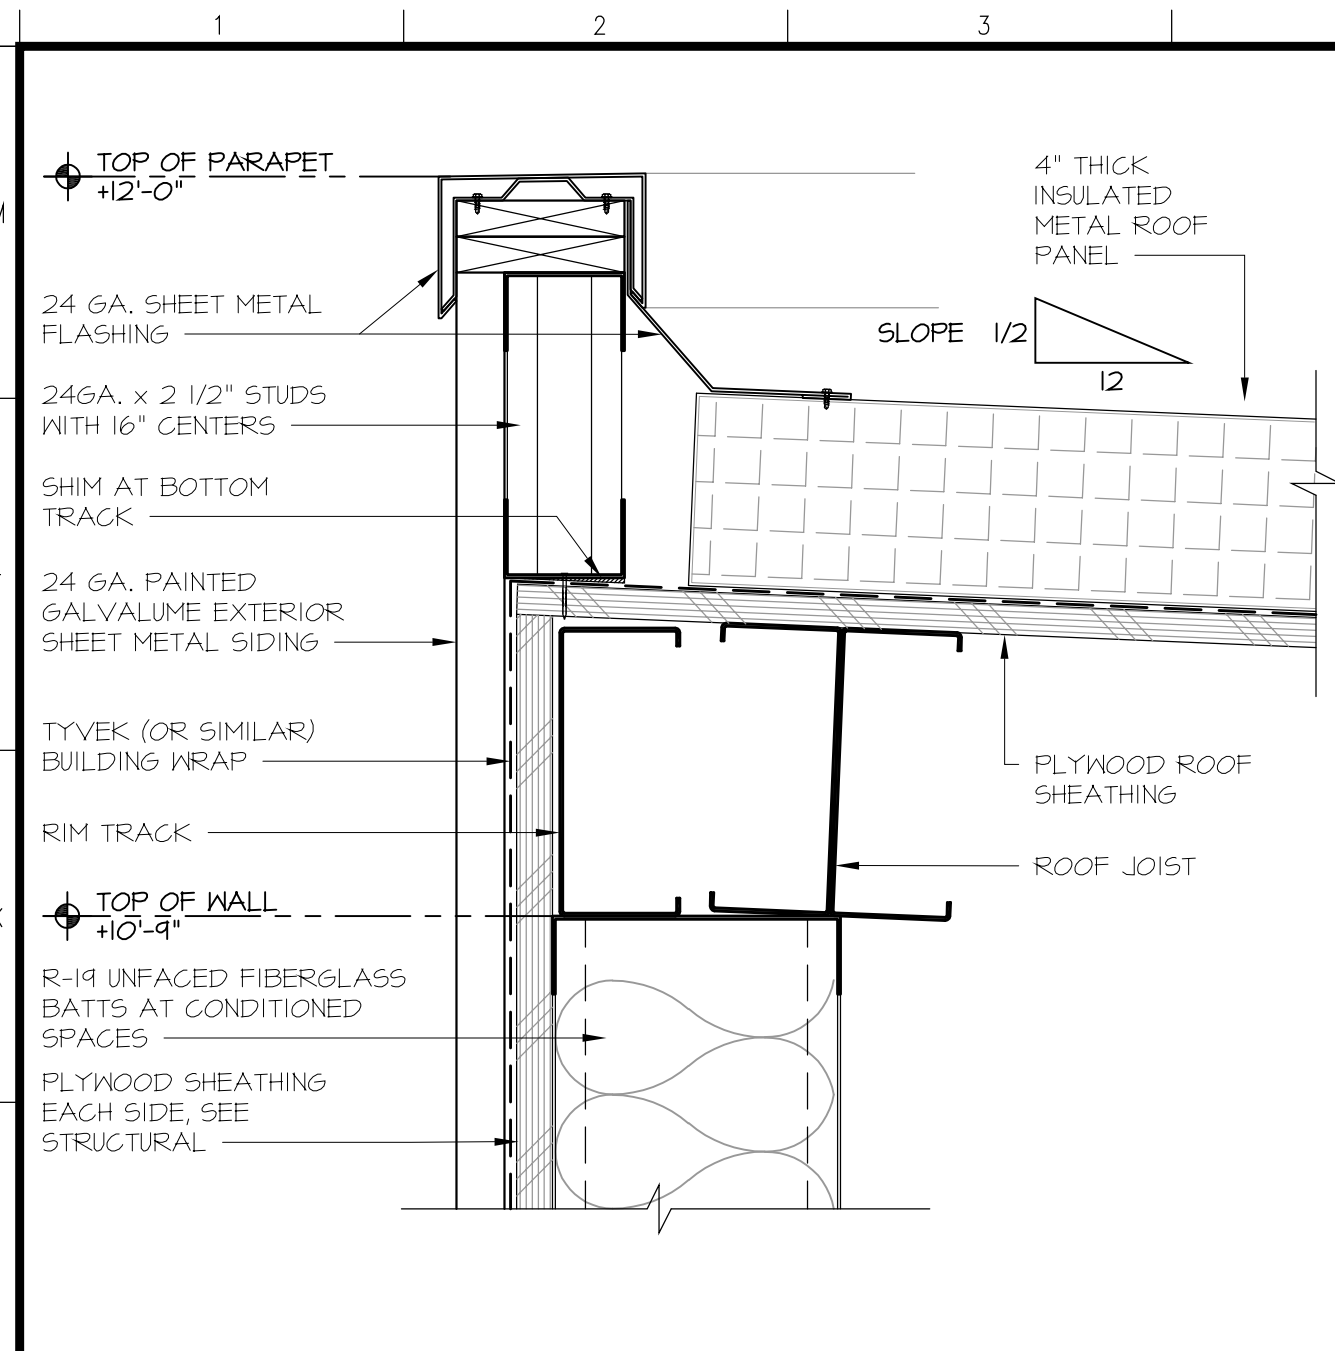 1
2
3
TOP OF PARAPET
+12'-0"
4" THICK
INSULATED
METAL ROOF
PANEL
24 GA. SHEET METAL
FLASHING
SLOPE 1/2
12
24GA. x 2 1/2" STUDS
WITH 16" CENTERS
SHIM AT BOTTOM
TRACK
24 GA. PAINTED
GALVALUME EXTERIOR
SHEET METAL SIDING
TYVEK (OR SIMILAR)
BUILDING WRAP
PLYWOOD ROOF
SHEATHING
RIM TRACK
ROOF JOIST
TOP OF WALL
+10'-9"
R-19 UNFACED FIBERGLASS
BATTS AT CONDITIONED
SPACES
PLYWOOD SHEATHING
EACH SIDE, SEE
STRUCTURAL